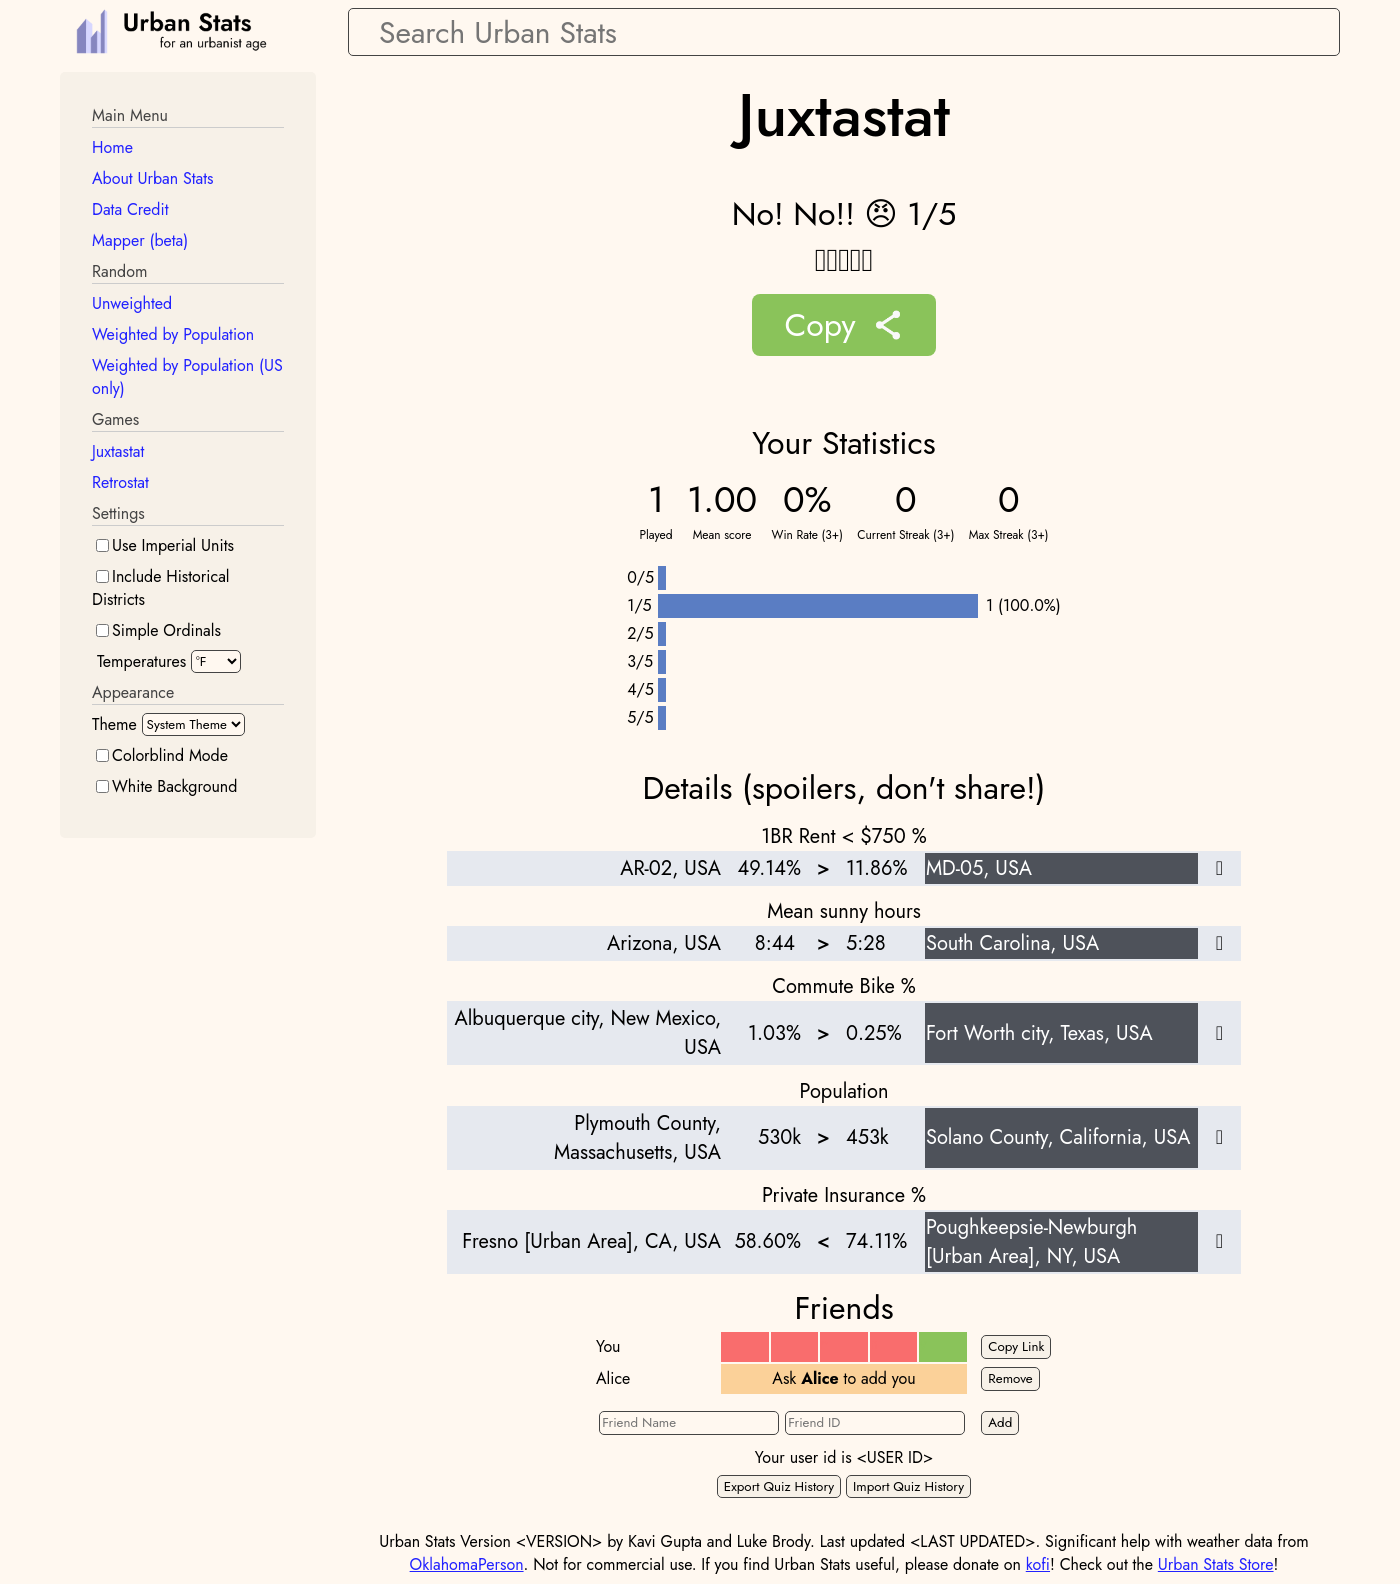 Urban Stats
for an urbanist age
Search Urban Stats
Main Menu
Home
About Urban Stats
Data Credit
Mapper (beta)
Random
Unweighted
Weighted by Population
Weighted by Population (US
only)
Games
Juxtastat
Retrostat
Settings
Use Imperial Units
Include Historical
Districts
Simple Ordinals
Temperatures °F
Appearance
Theme System Theme
Colorblind Mode
White Background
Juxtastat
No! No!! 😠 1/5
Copy
Your Statistics
1 1.00 0% 0 0
Played Mean score Win Rate (3+) Current Streak (3+) Max Streak (3+)
0/5
1/5 1 (100.0%)
2/5
3/5
4/5
5/5
Details (spoilers, don't share!)
1BR Rent < $750 %
AR-02, USA 49.14% > 11.86% MD-05, USA
Mean sunny hours
Arizona, USA 8:44 > 5:28 South Carolina, USA
Commute Bike %
Albuquerque city, New Mexico,
USA 1.03% > 0.25% Fort Worth city, Texas, USA
Population
Plymouth County,
Massachusetts, USA 530k > 453k Solano County, California, USA
Private Insurance %
Fresno [Urban Area], CA, USA 58.60% < 74.11% Poughkeepsie-Newburgh
[Urban Area], NY, USA
Friends
You Copy Link
Alice Ask Alice to add you Remove
Friend Name Friend ID Add
Your user id is <USER ID>
Export Quiz History Import Quiz History
Urban Stats Version <VERSION> by Kavi Gupta and Luke Brody. Last updated <LAST UPDATED>. Significant help with weather data from
OklahomaPerson. Not for commercial use. If you find Urban Stats useful, please donate on kofi! Check out the Urban Stats Store!